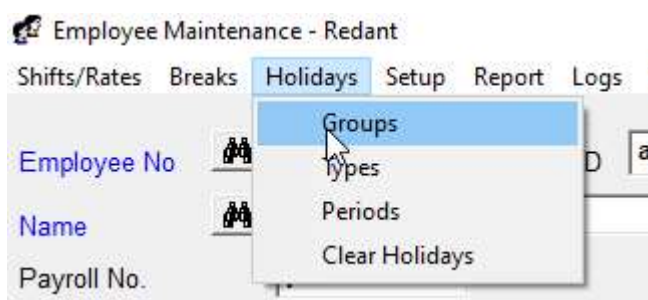 Employee Maintenance - Redant
Shifts/Rates Breaks Holidays Setup Report Logs
Groups
Employee No D a
Types
Name
Periods
Clear Holidays
Payroll No.